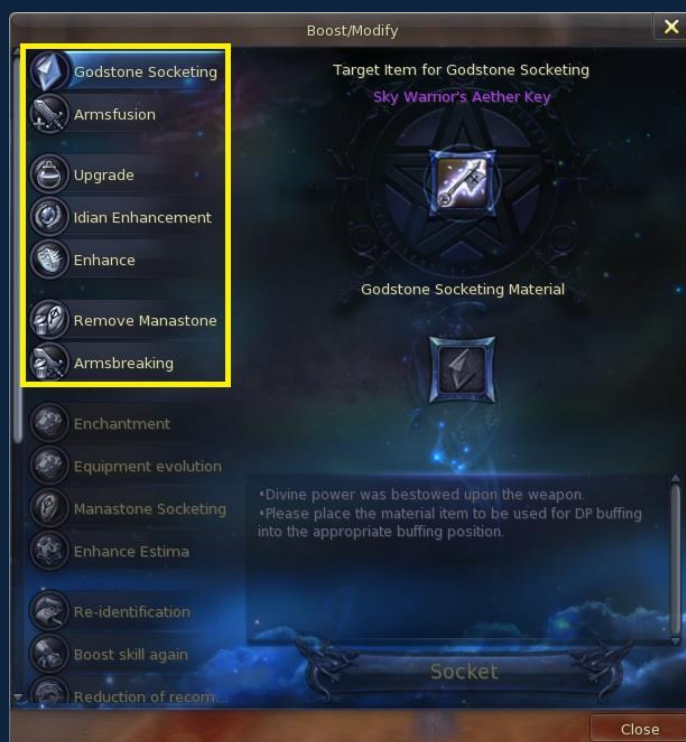 Boost/Modify
Godstone Socketing
Armsfusion
Upgrade
Idian Enhancement
Enhance
Remove Manastone
Armsbreaking
Enchantment
Equipment evolution
Manastone Socketing
Enhance Estima
Re-identification
Boost skill again
Reduction of recom...
Target Item for Godstone Socketing
Sky Warrior's Aether Key
Godstone Socketing Material
•Divine power was bestowed upon the weapon.
•Please place the material item to be used for DP buffing
into the appropriate buffing position.
Socket
Close